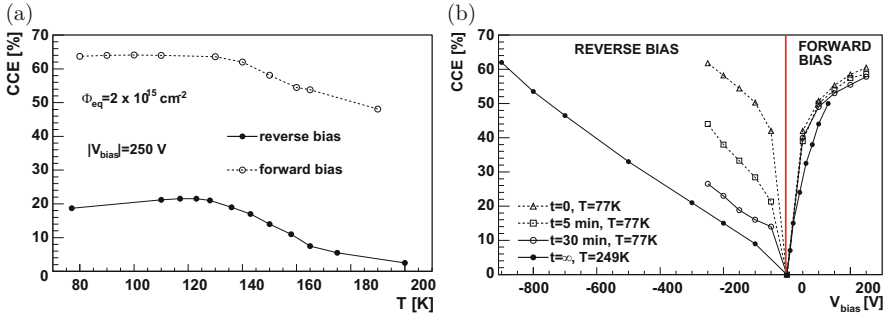 (a)
CCE [%]
70
60
50
40
30
20
10
0
Φeq=2 x 10^15 cm^-2
|Vbias|=250 V
reverse bias
forward bias
80 100 120 140 160 180 200
T [K]
(b)
CCE [%]
70
60
50
40
30
20
10
0
REVERSE BIAS
FORWARD
BIAS
t=0, T=77K
t=5 min, T=77K
t=30 min, T=77K
t=∞, T=249K
-800 -600 -400 -200 0 200
Vbias [V]